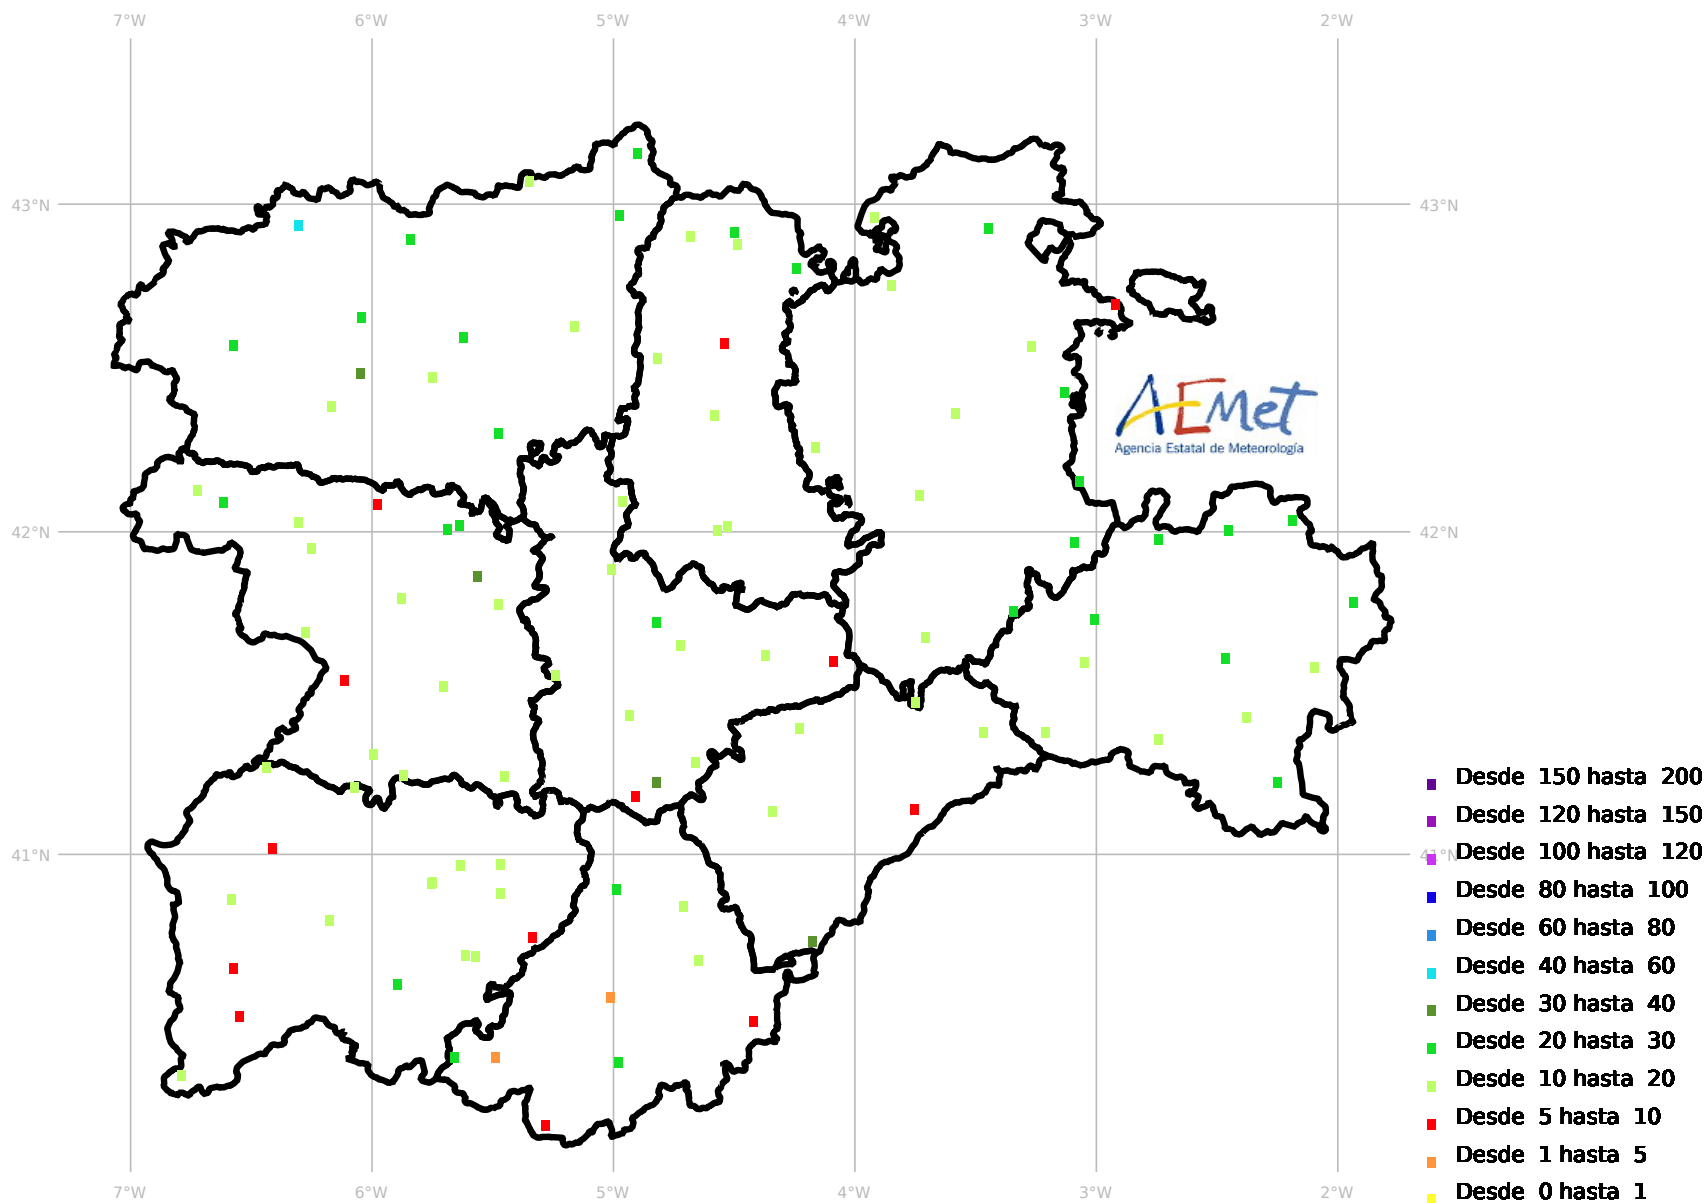 7°W 6°W 5°W 4°W 3°W 2°W
43°N 43°N
AEMet
Agencia Estatal de Meteorología
42°N 42°N
Desde 150 hasta 200
Desde 120 hasta 150
Desde 100 hasta 120
41°N 41°N
Desde 80 hasta 100
Desde 60 hasta 80
Desde 40 hasta 60
Desde 30 hasta 40
Desde 20 hasta 30
Desde 10 hasta 20
Desde 5 hasta 10
Desde 1 hasta 5
Desde 0 hasta 1
7°W 6°W 5°W 4°W 3°W 2°W